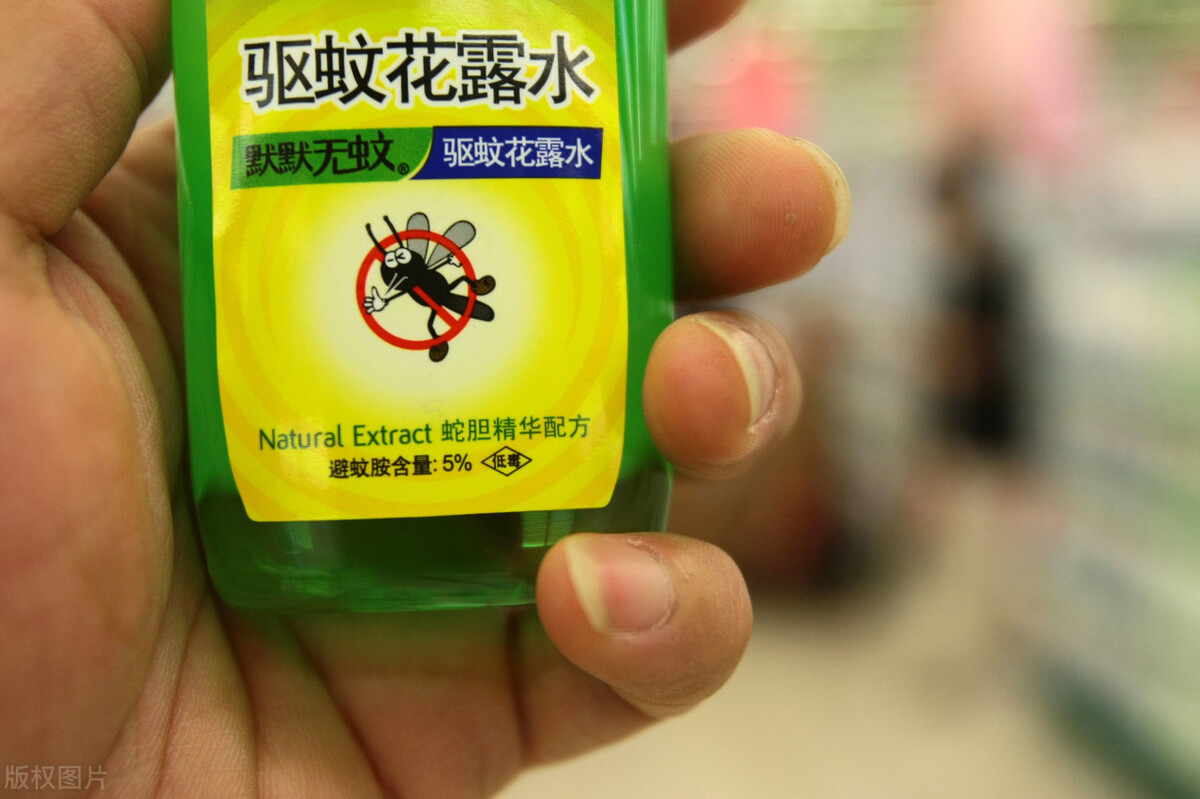 驱蚊花露水
默默无蚊® 驱蚊花露水
Natural Extract 蛇胆精华配方
避蚊胺含量: 5% 低毒
版权图片